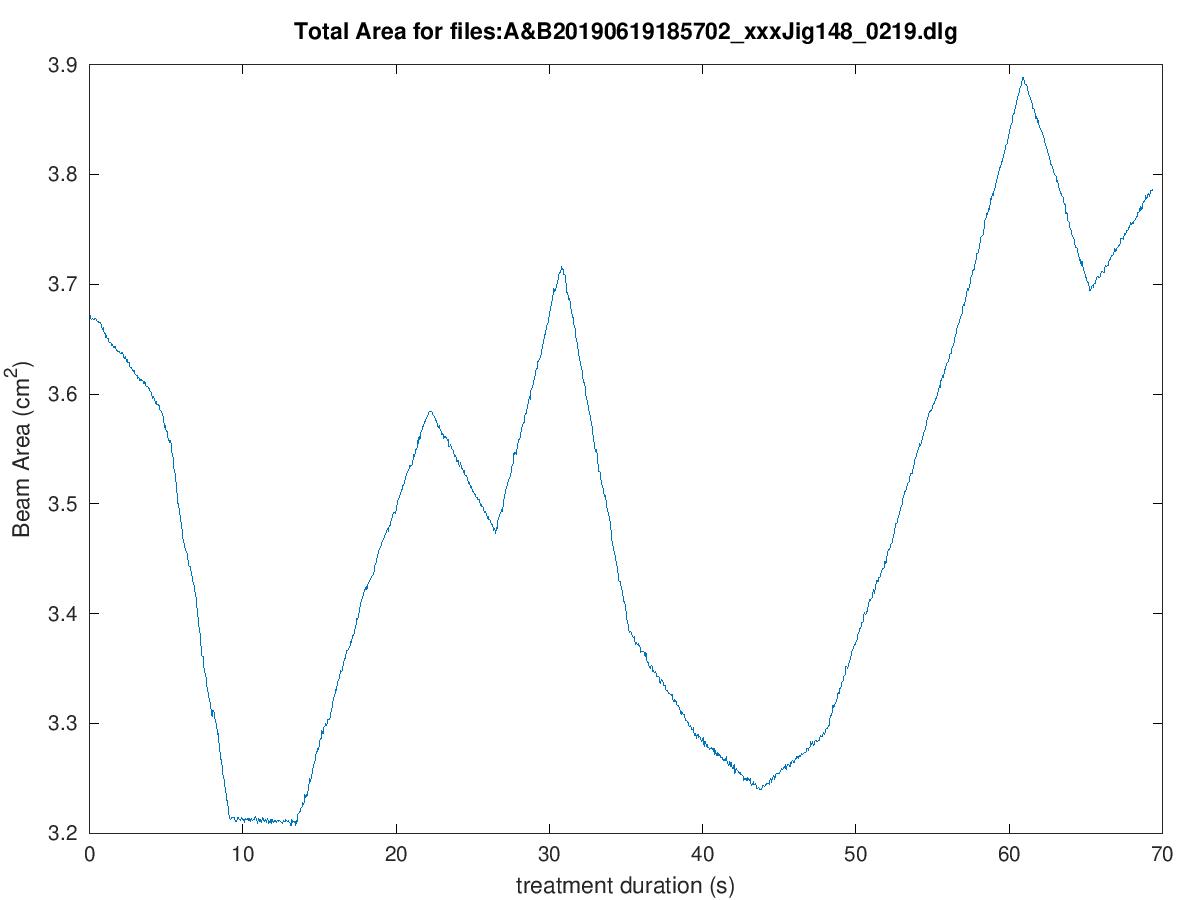 Total Area for files:A&B20190619185702_xxxJig148_0219.dlg
3.9
3.8
3.7
3.6
3.5
3.4
3.3
3.2
Beam Area (cm²)
0 10 20 30 40 50 60 70
treatment duration (s)